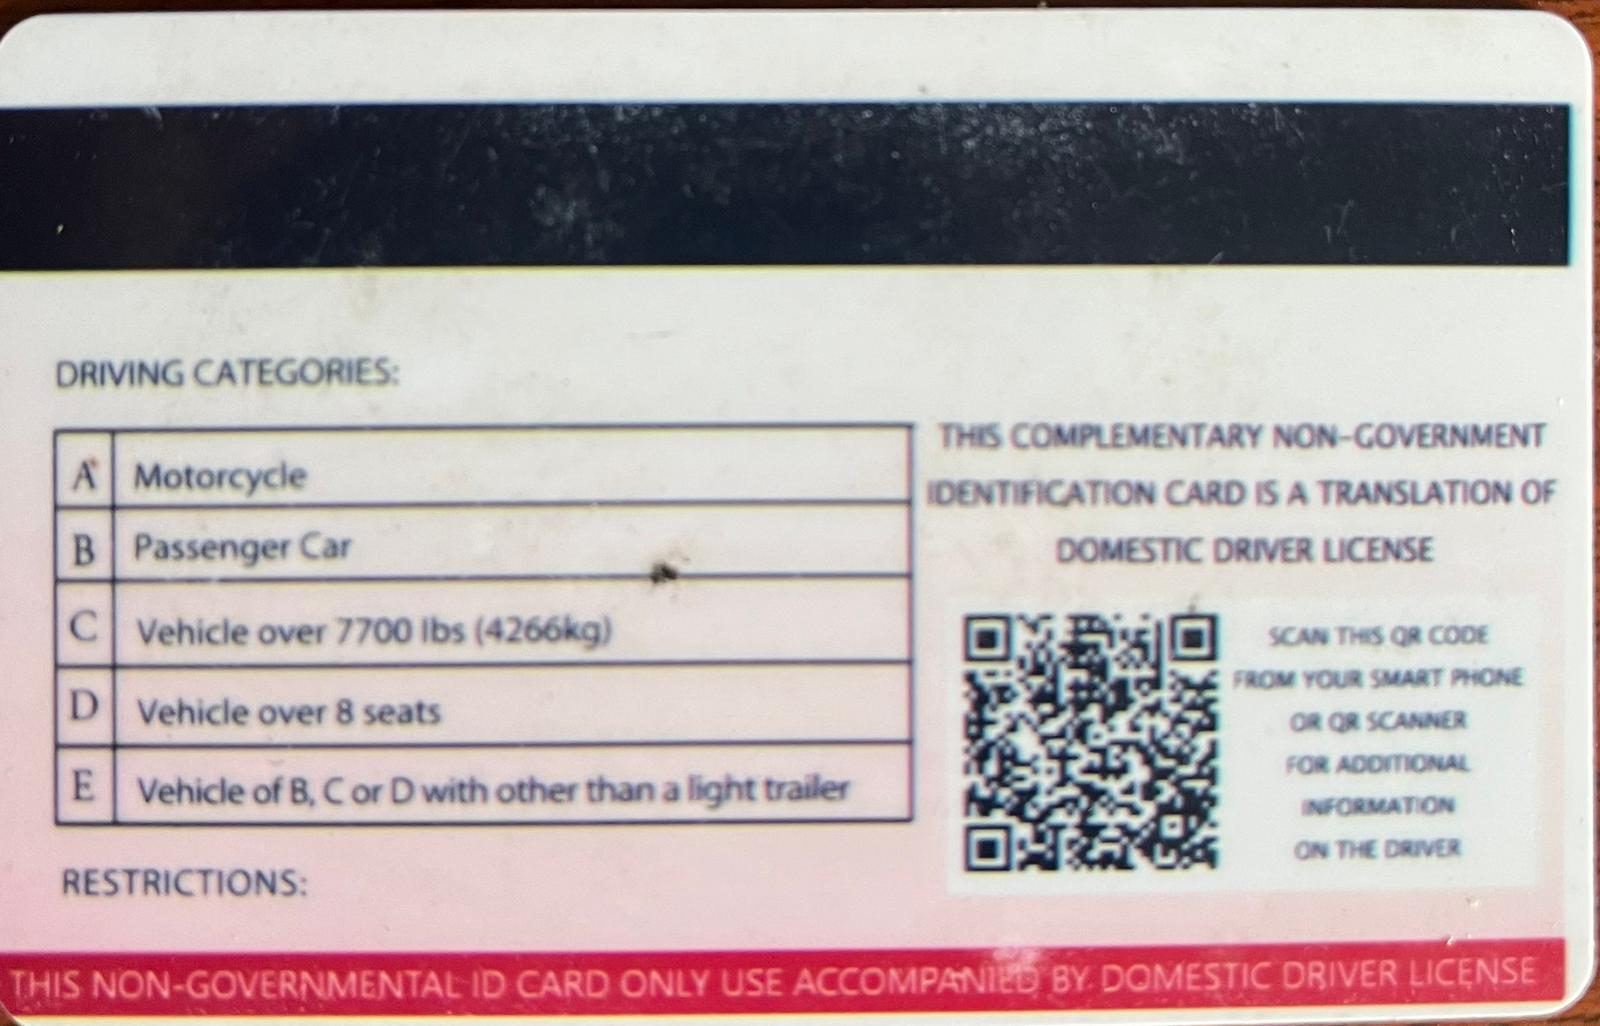 DRIVING CATEGORIES:
A Motorcycle
B Passenger Car
C Vehicle over 7700 lbs (4266kg)
D Vehicle over 8 seats
E Vehicle of B, C or D with other than a light trailer
RESTRICTIONS:
THIS COMPLEMENTARY NON-GOVERNMENT
IDENTIFICATION CARD IS A TRANSLATION OF
DOMESTIC DRIVER LICENSE
SCAN THIS QR CODE
FROM YOUR SMART PHONE
OR QR SCANNER
FOR ADDITIONAL
INFORMATION
ON THE DRIVER
THIS NON-GOVERNMENTAL ID CARD ONLY USE ACCOMPANIED BY DOMESTIC DRIVER LICENSE